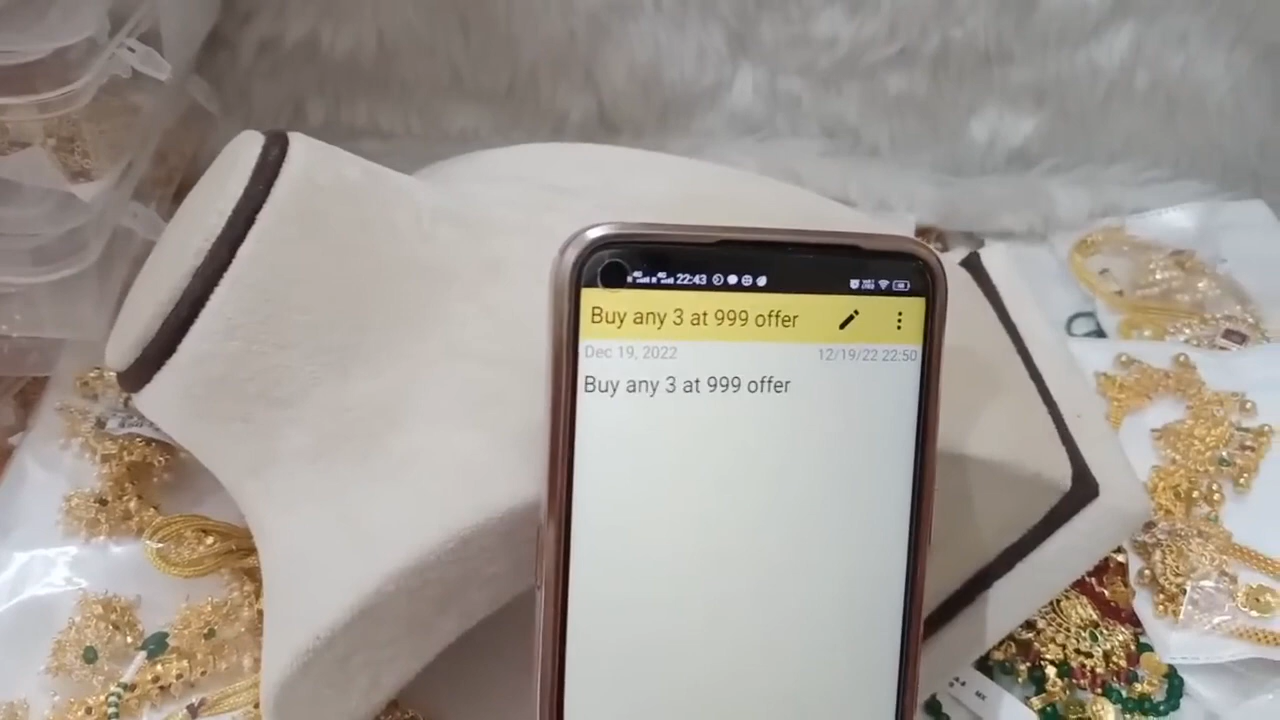 22:43
Buy any 3 at 999 offer
Dec 19, 2022 12/19/22 22:50
Buy any 3 at 999 offer